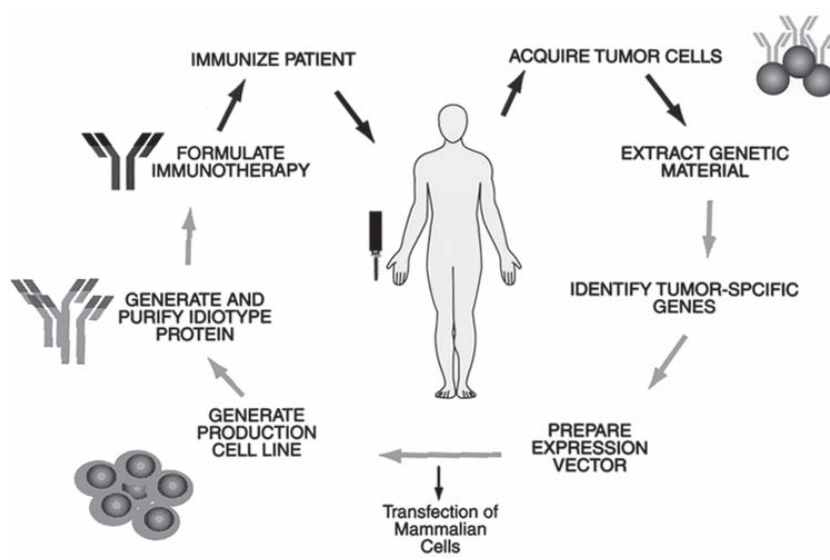 IMMUNIZE PATIENT
ACQUIRE TUMOR CELLS
EXTRACT GENETIC
MATERIAL
IDENTIFY TUMOR-SPCIFIC
GENES
PREPARE
EXPRESSION
VECTOR
Transfection of
Mammalian
Cells
GENERATE
PRODUCTION
CELL LINE
GENERATE AND
PURIFY IDIOTYPE
PROTEIN
FORMULATE
IMMUNOTHERAPY